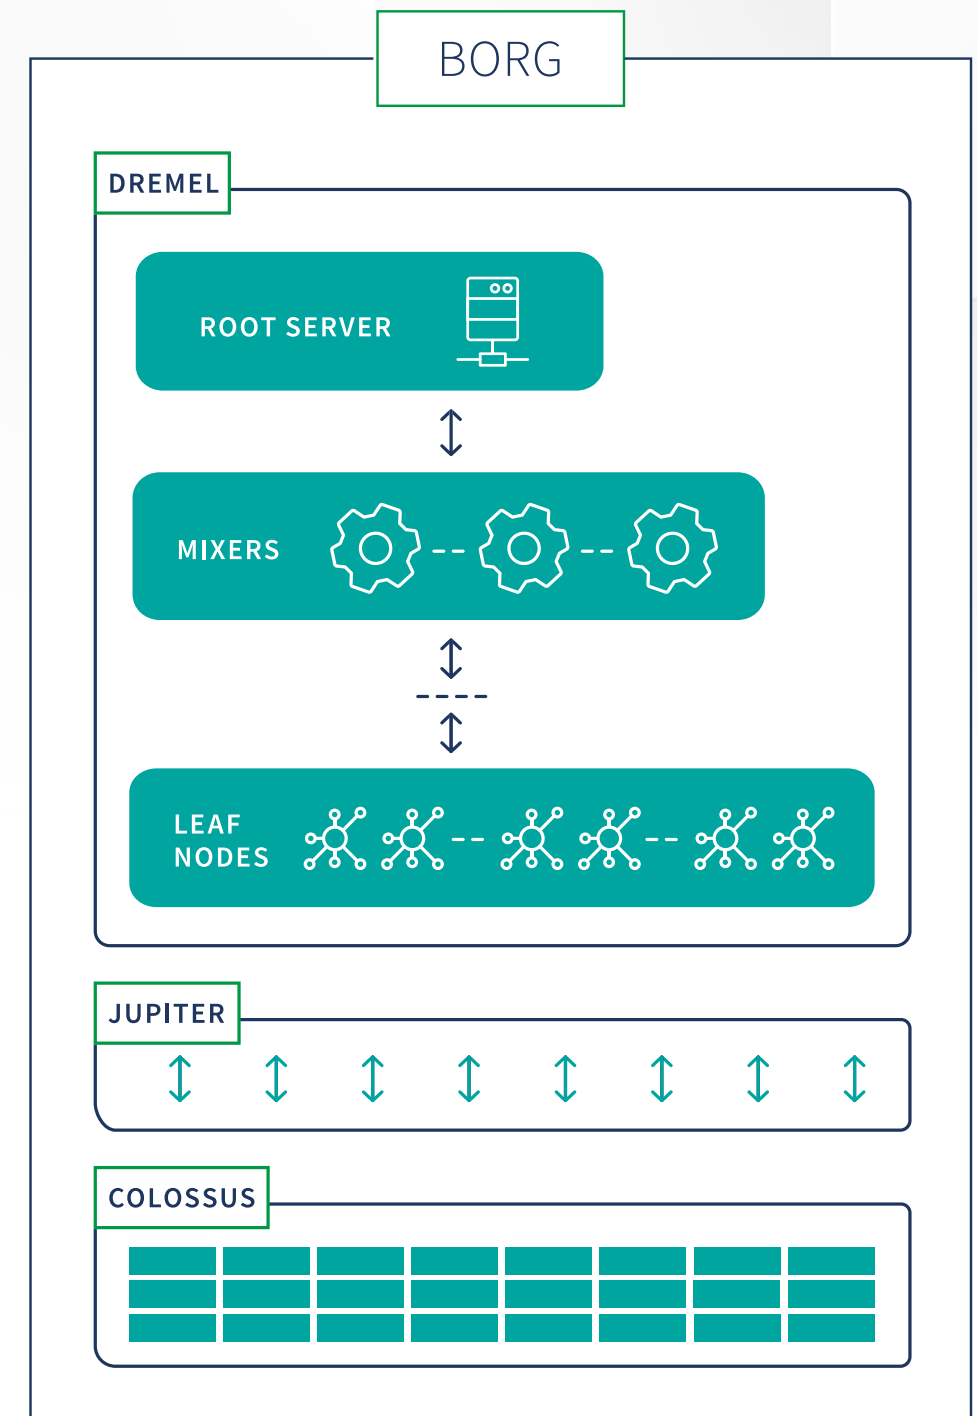 BORG
DREMEL
ROOT SERVER
MIXERS
LEAF
NODES
JUPITER
COLOSSUS